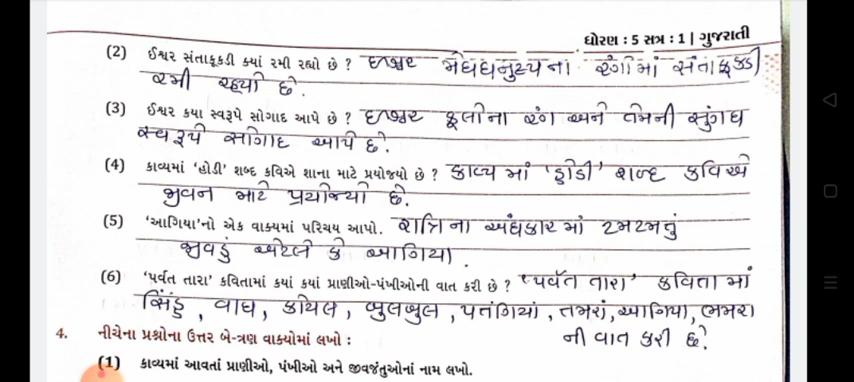 ધોરણ : 5 સત્ર : 1 | ગુજરાતી
(2) ઈશ્વર સંતાકૂકડી ક્યાં રમી રહ્યો છે ? ઈશ્વર મેઘધનુષ્યના રંગોમાં સંતાકૂકડી
રમી રહ્યો છે.
(3) ઈશ્વર કયા સ્વરૂપે સોગાદ આપે છે ? ઈશ્વર ફૂલોના રંગ અને તેમની સુંગધ
સ્વરૂપે સોગાદ આપે છે.
(4) કાવ્યમાં ‘હોડી’ શબ્દ કવિએ શાના માટે પ્રયોજ્યો છે ? કાવ્યમાં 'હોડી' શબ્દ કવિએ
જીવન માટે પ્રયોજ્યો છે.
(5) ‘આગિયા’નો એક વાક્યમાં પરિચય આપો. રાત્રિના અંધકારમાં ટમટમતું
જીવડું એટલે કે આગિયા.
(6) ‘પર્વત તારા’ કવિતામાં કયાં કયાં પ્રાણીઓ-પંખીઓની વાત કરી છે ? 'પર્વત તારા' કવિતામાં
સિંહ, વાઘ, કોયલ, બુલબુલ, પતંગિયાં, તમરાં, આગિયા, ભમરા
ની વાત કરી છે.
4. નીચેના પ્રશ્નોના ઉત્તર બે-ત્રણ વાક્યોમાં લખો :
(1) કાવ્યમાં આવતાં પ્રાણીઓ, પંખીઓ અને જીવજંતુઓનાં નામ લખો.